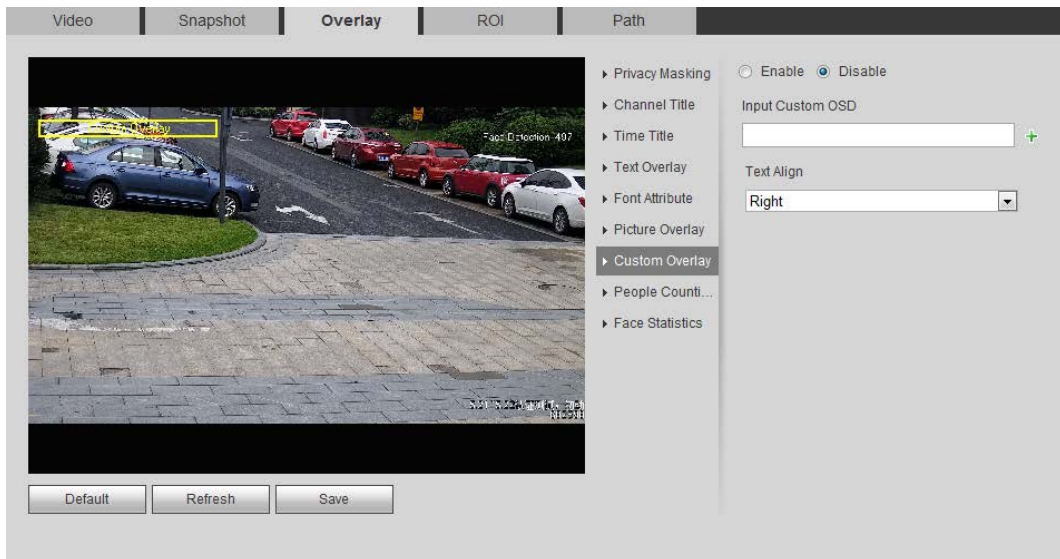 Video Snapshot Overlay ROI Path
Custom Overlay
Face Detection
Privacy Masking
Channel Title
Time Title
Text Overlay
Font Attribute
Picture Overlay
Custom Overlay
People Counti...
Face Statistics
Enable Disable
Input Custom OSD
Text Align
Right
Default Refresh Save